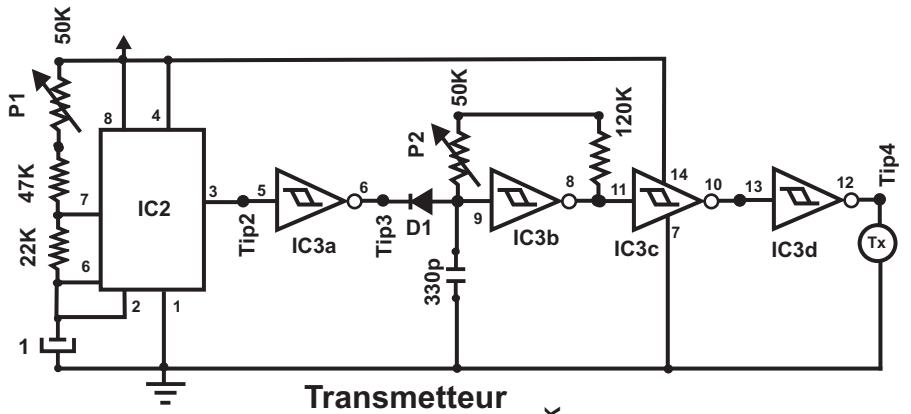 50K
P1
8
4
47K
7
IC2
3
5
Tip2
IC3a
6
Tip3
D1
50K
P2
9
IC3b
8
120K
11
14
IC3c
7
10
13
IC3d
12
Tip4
Tx
22K
6
2
1
1
330p
Transmetteur